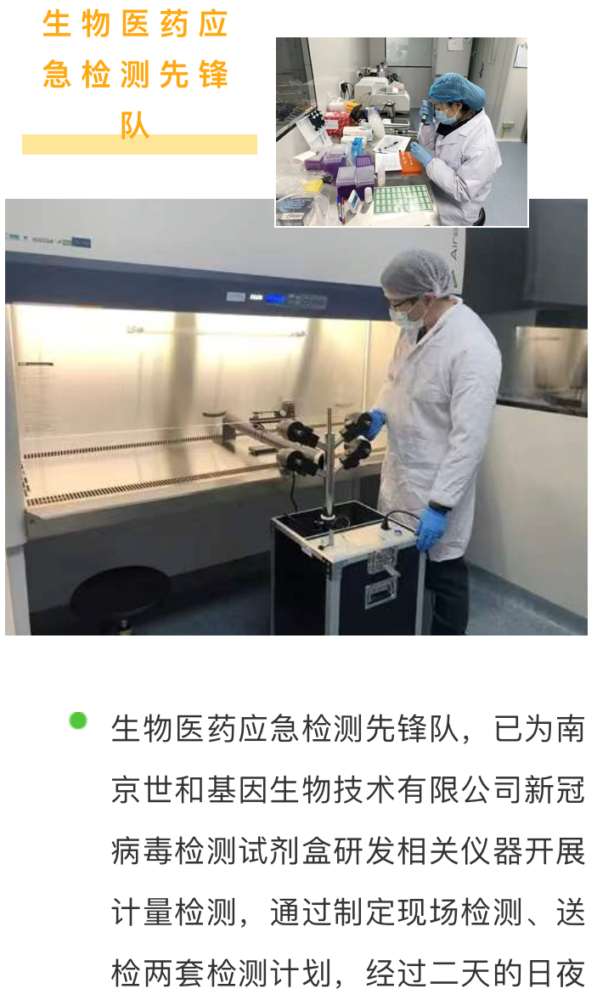 生物医药应
急检测先锋
队
生物医药应急检测先锋队，已为南
京世和基因生物技术有限公司新冠
病毒检测试剂盒研发相关仪器开展
计量检测，通过制定现场检测、送
检两套检测计划，经过二天的日夜